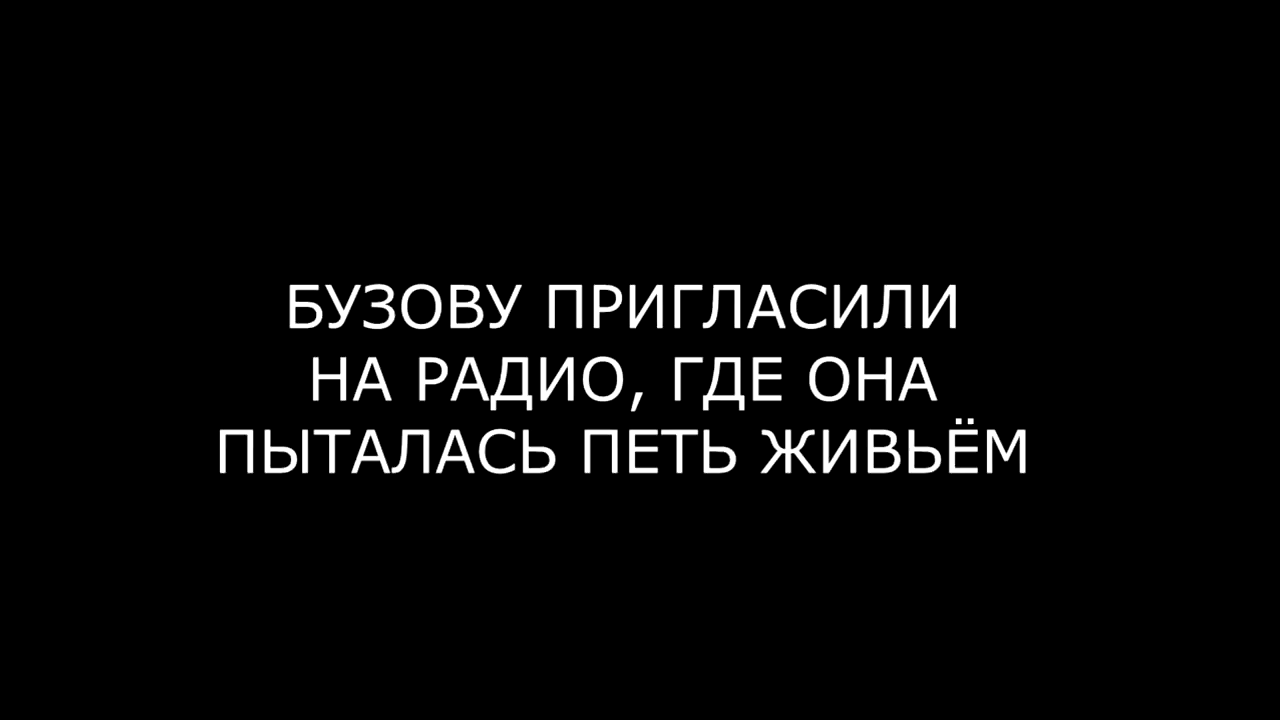 БУЗОВУ ПРИГЛАСИЛИ
НА РАДИО, ГДЕ ОНА
ПЫТАЛАСЬ ПЕТЬ ЖИВЬЁМ